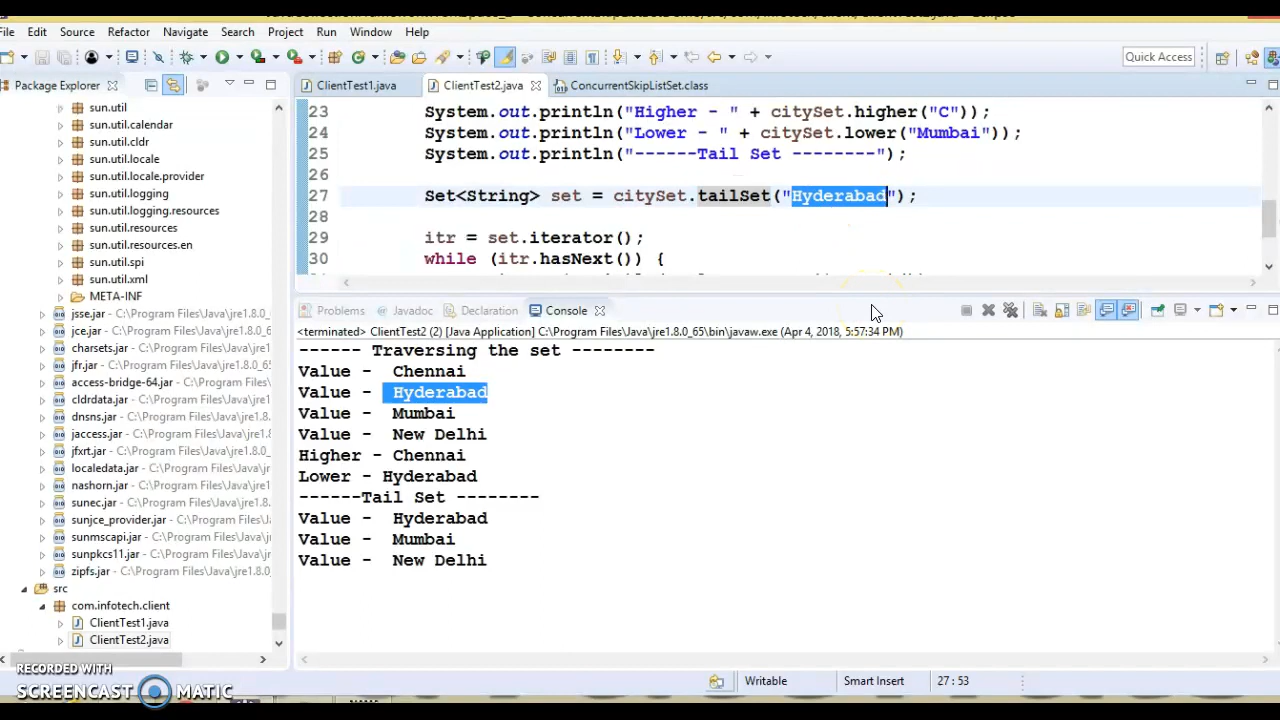 File Edit Source Refactor Navigate Search Project Run Window Help
Quick Access
Package Explorer
ClientTest1.java ClientTest2.java ConcurrentSkipListSet.class
sun.util
sun.util.calendar
sun.util.cldr
sun.util.locale
sun.util.locale.provider
sun.util.logging
sun.util.logging.resources
sun.util.resources
sun.util.resources.en
sun.util.spi
sun.util.xml
META-INF
jsse.jar - C:\Program Files\Java\jre1.8.0_
jce.jar - C:\Program Files\Java\jre1.8.0_65
charsets.jar - C:\Program Files\Java\jre1
jfr.jar - C:\Program Files\Java\jre1.8.0_65
access-bridge-64.jar - C:\Program Files\
cldrdata.jar - C:\Program Files\Java\jre1
dnsns.jar - C:\Program Files\Java\jre1.8
jaccess.jar - C:\Program Files\Java\jre1.
jfxrt.jar - C:\Program Files\Java\jre1.8.0
localedata.jar - C:\Program Files\Java\j
nashorn.jar - C:\Program Files\Java\jre1
sunec.jar - C:\Program Files\Java\jre1.8
sunjce_provider.jar - C:\Program Files\J
sunmscapi.jar - C:\Program Files\Java\j
sunpkcs11.jar - C:\Program Files\Java\j
zipfs.jar - C:\Program Files\Java\jre1.8.0
src
com.infotech.client
ClientTest1.java
ClientTest2.java
23 System.out.println("Higher - " + citySet.higher("C"));
24 System.out.println("Lower - " + citySet.lower("Mumbai"));
25 System.out.println("------Tail Set --------");
26
27 Set<String> set = citySet.tailSet("Hyderabad");
28
29 itr = set.iterator();
30 while (itr.hasNext()) {
Problems Javadoc Declaration Console
<terminated> ClientTest2 (2) [Java Application] C:\Program Files\Java\jre1.8.0_65\bin\javaw.exe (Apr 4, 2018, 5:57:34 PM)
------ Traversing the set --------
Value - Chennai
Value - Hyderabad
Value - Mumbai
Value - New Delhi
Higher - Chennai
Lower - Hyderabad
------Tail Set --------
Value - Hyderabad
Value - Mumbai
Value - New Delhi
Writable Smart Insert 27 : 53
RECORDED WITH
SCREENCAST MATIC